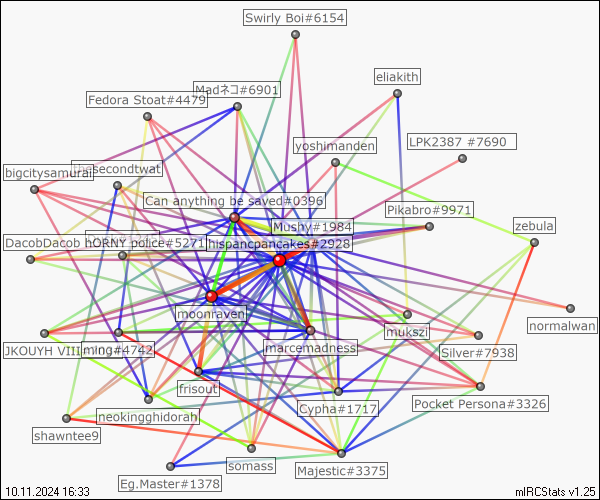 Swirly Boi#6154
eliakith
Madネコ#6901
Fedora Stoat#4479
LPK2387 #7690
yoshimanden
thesecondtwat
bigcitysamurai
Can anything be saved#0396
Pikabro#9971
Mushy#1984
zebula
DacobDacob
hORNY police#5271
hispancpancakes#2928
moonraven
mukszi
normalwan
JKOUYH VIII
ming#4742
marcemadness
Silver#7938
frisout
Pocket Persona#3326
neokingghidorah
Cypha#1717
shawntee9
somass
Majestic#3375
Eg.Master#1378
10.11.2024 16:33
mIRCStats v1.25